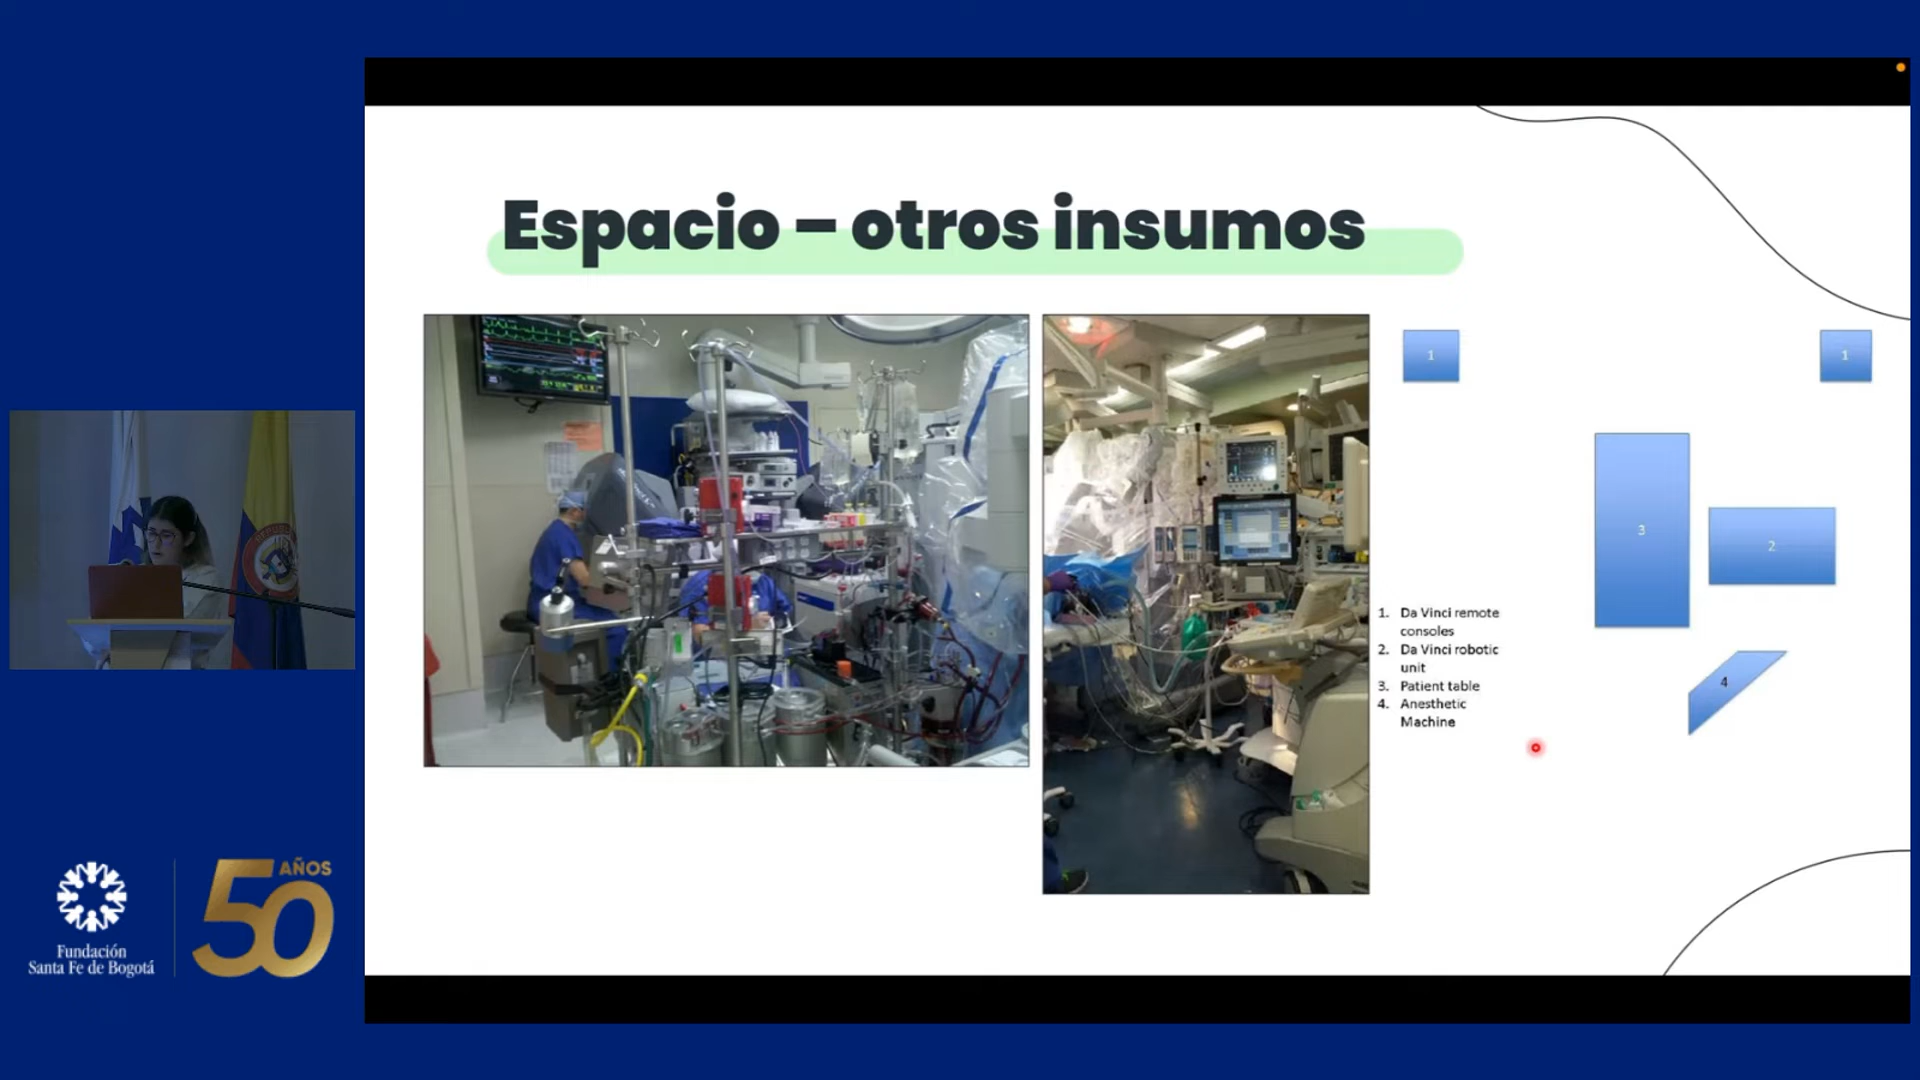 Espacio – otros insumos
1
1
3
2
4
1. Da Vinci remote
consoles
2. Da Vinci robotic
unit
3. Patient table
4. Anesthetic
Machine
Fundación
Santa Fe de Bogotá
50 AÑOS